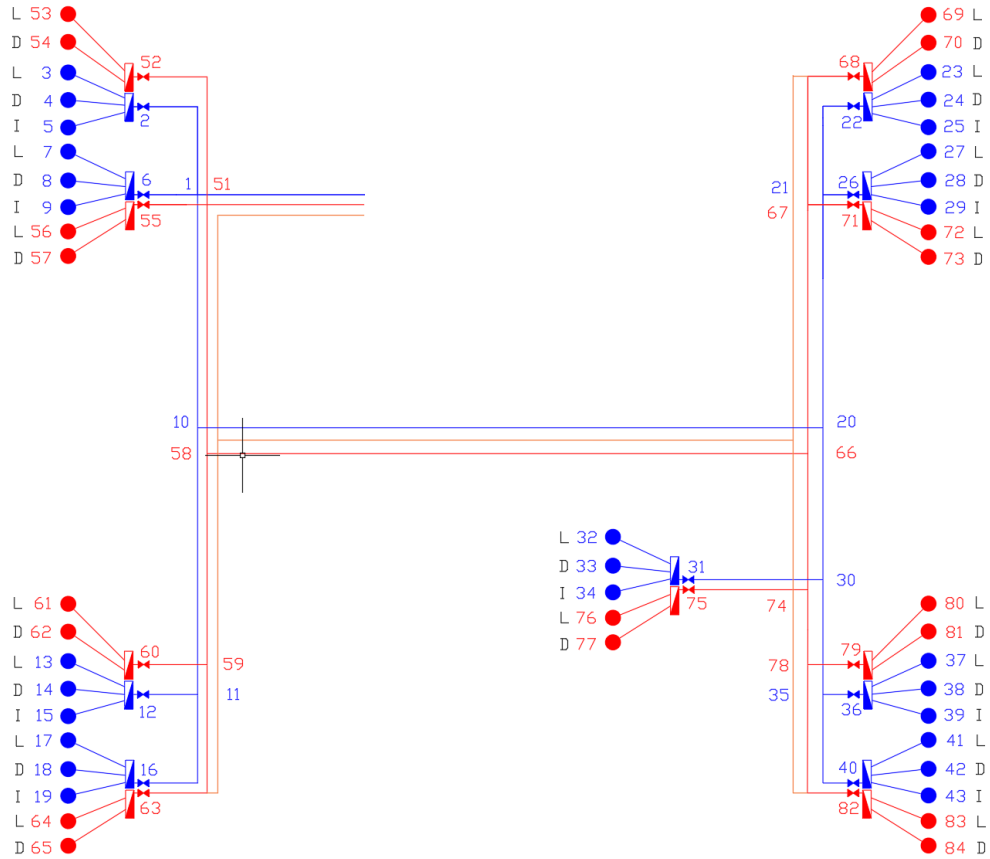 L 53 69 L
D 54 70 D
52 68
L 3 23 L
D 4 24 D
2 22
I 5 25 I
L 7 27 L
D 8 6 1 51 21 26 28 D
I 9 29 I
67
55 71
L 56 72 L
D 57 73 D
10 20
58 66
L 32
D 33 31
30
I 34
75 74
L 76
D 77
L 61 80 L
D 62 81 D
60 79
L 13 59 78 37 L
D 14 11 35 38 D
12 36
I 15 39 I
L 17 41 L
D 18 16 40 42 D
I 19 43 I
63 82
L 64 83 L
D 65 84 D